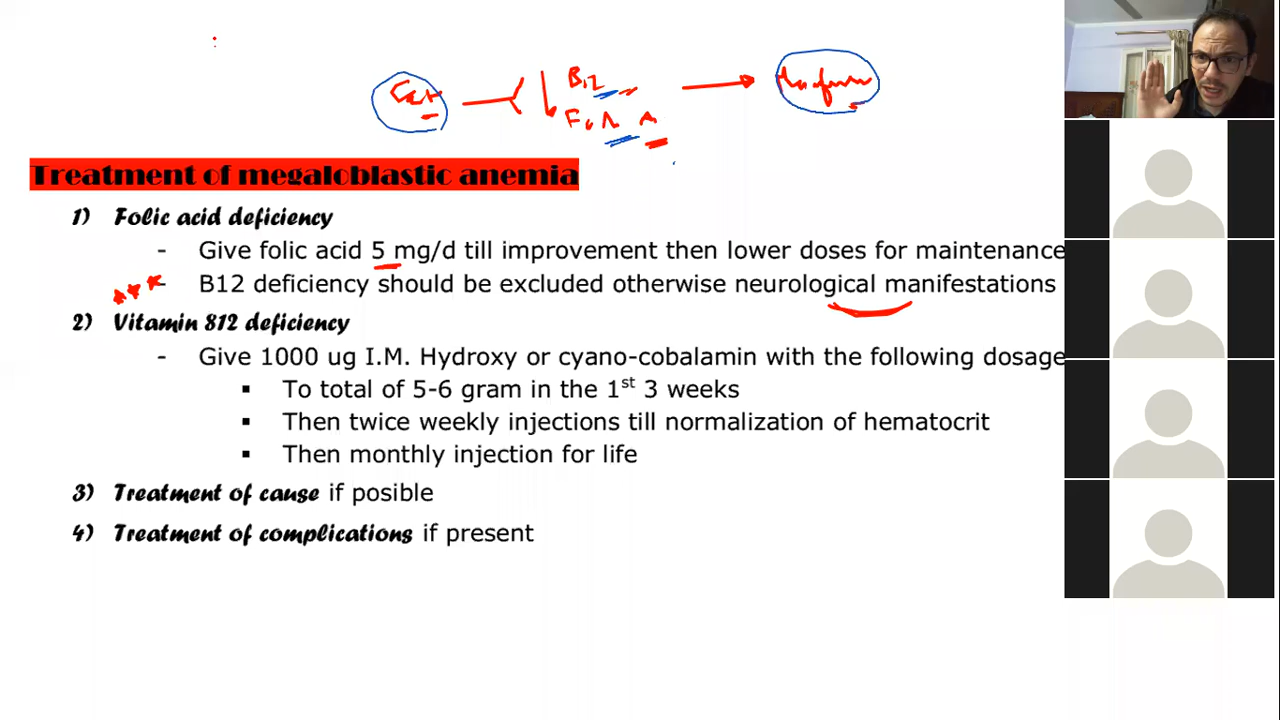 B12
Fol A
Treatment of megaloblastic anemia
1) Folic acid deficiency
- Give folic acid 5 mg/d till improvement then lower doses for maintenance
- B12 deficiency should be excluded otherwise neurological manifestations
2) Vitamin B12 deficiency
- Give 1000 ug I.M. Hydroxy or cyano-cobalamin with the following dosage
▪ To total of 5-6 gram in the 1st 3 weeks
▪ Then twice weekly injections till normalization of hematocrit
▪ Then monthly injection for life
3) Treatment of cause if posible
4) Treatment of complications if present